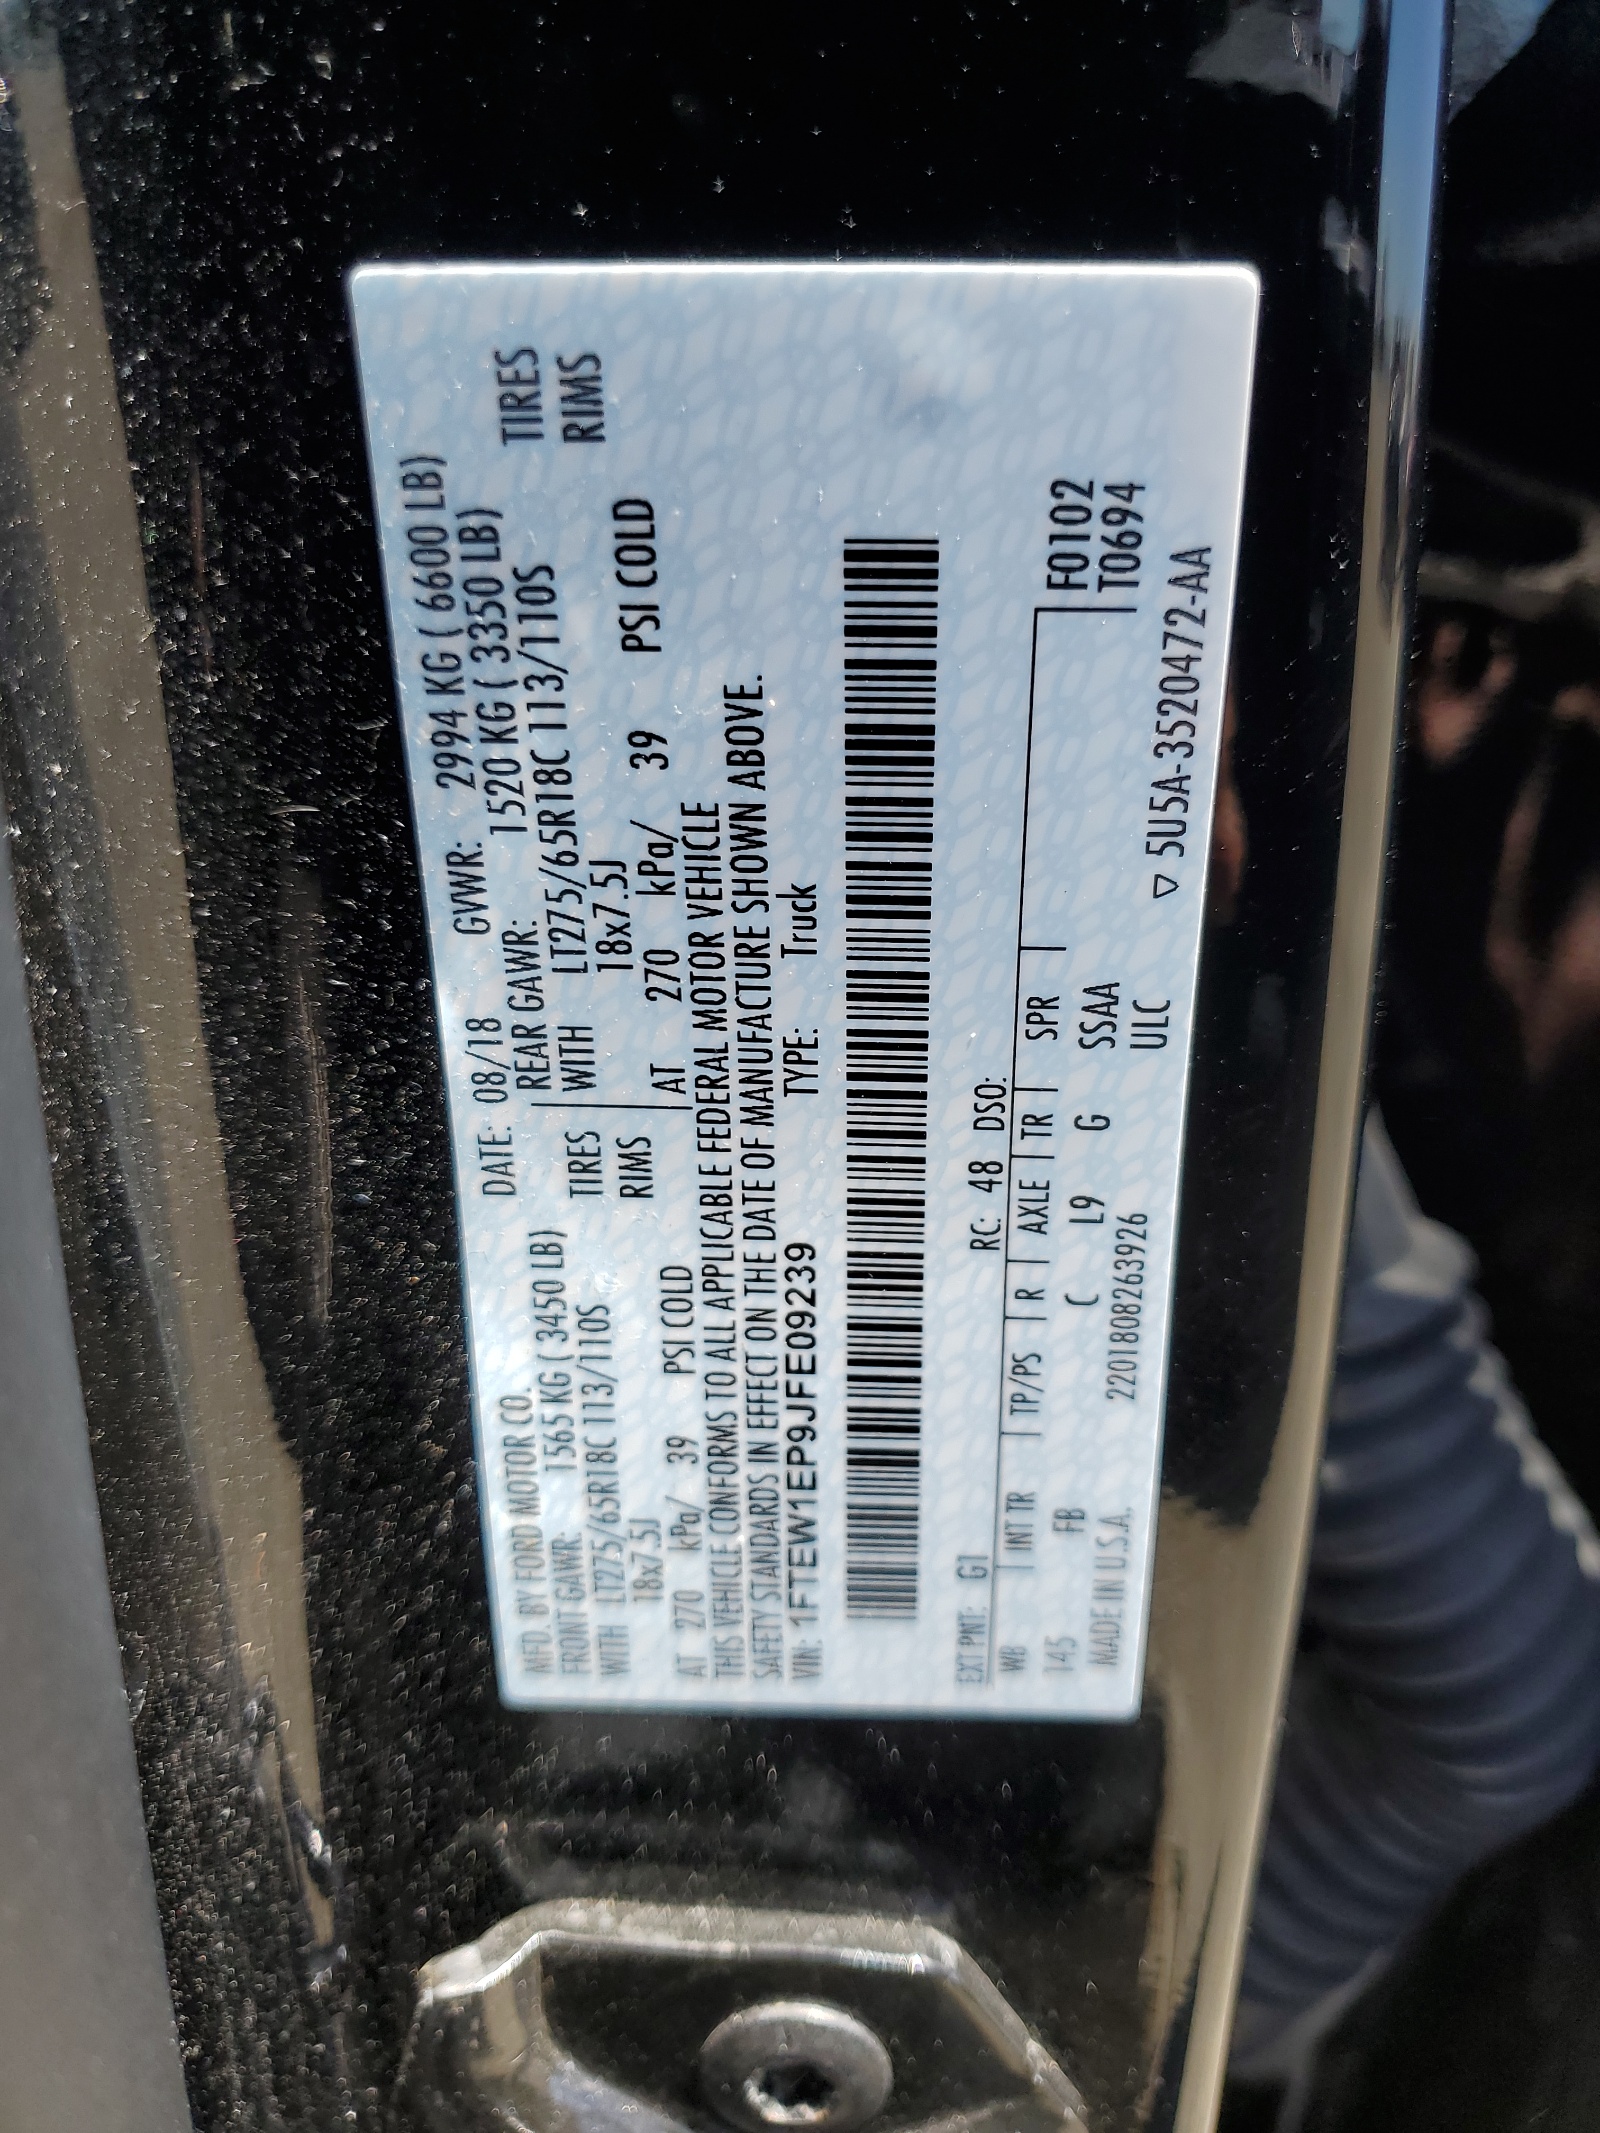 MFD. BY FORD MOTOR CO. DATE: 08/18 GVWR: 2994 KG ( 6600 LB)
FRONT GAWR: 1565 KG ( 3450 LB) REAR GAWR: 1520 KG ( 3350 LB)
WITH LT275/65R18C 113/110S TIRES WITH LT275/65R18C 113/110S TIRES
18x7.5J RIMS 18x7.5J RIMS
AT 270 kPa/ 39 PSI COLD AT 270 kPa/ 39 PSI COLD
THIS VEHICLE CONFORMS TO ALL APPLICABLE FEDERAL MOTOR VEHICLE
SAFETY STANDARDS IN EFFECT ON THE DATE OF MANUFACTURE SHOWN ABOVE.
VIN: 1FTEW1EP9JFE09239 TYPE: Truck
EXT PNT: G1 RC: 48 DSO:
WB INT TR TP/PS R AXLE TR SPR F0102
145 FB C L9 G SSAA T0694
MADE IN U.S.A. 2201808263926 ULC
▽ 5U5A-3520472-AA